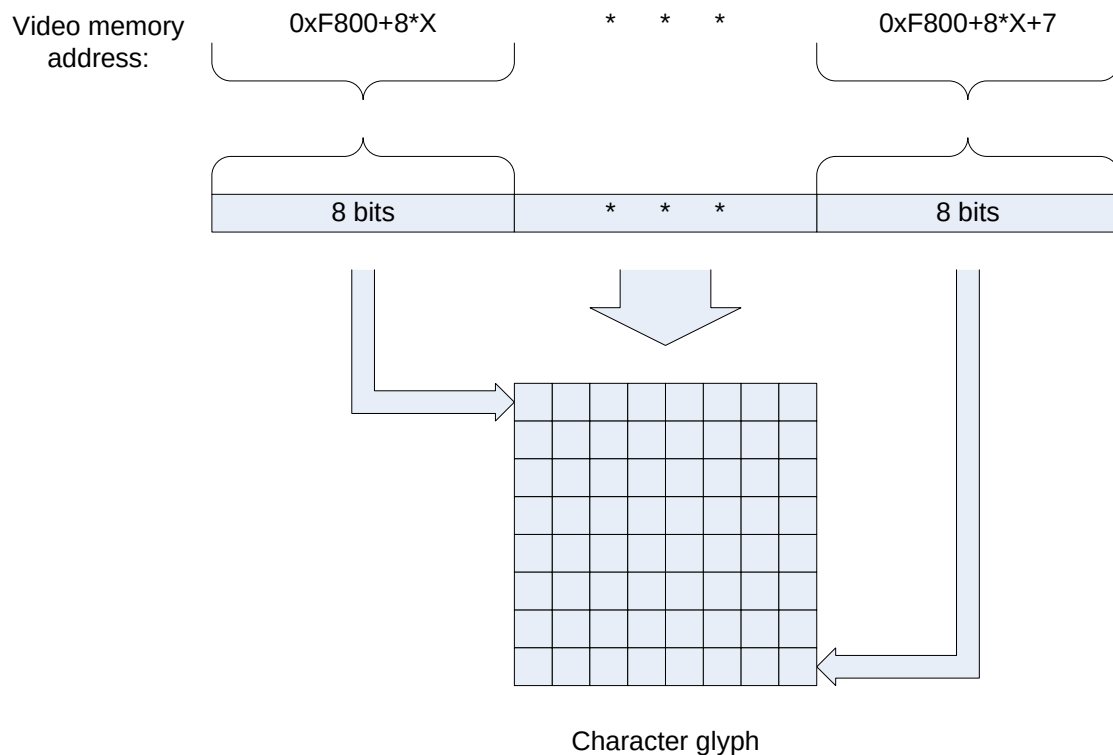 Video memory address:
0xF800+8*X * * * 0xF800+8*X+7
8 bits * * * 8 bits
Character glyph